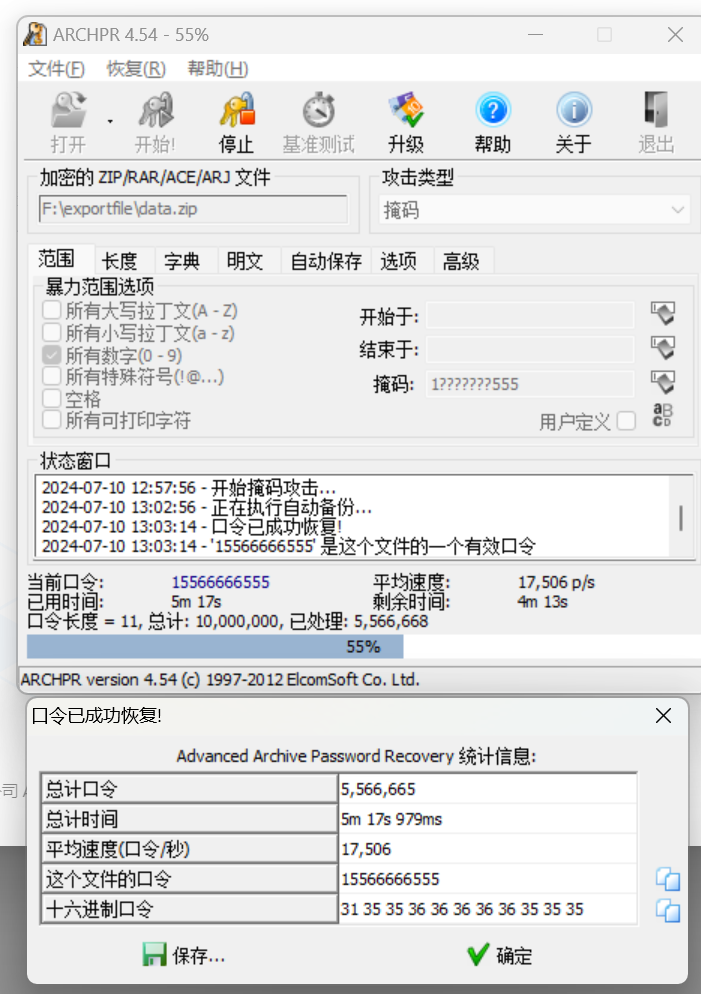 ARCHPR 4.54 - 55%
文件(F) 恢复(R) 帮助(H)
打开 开始! 停止 基准测试 升级 帮助 关于 退出
加密的 ZIP/RAR/ACE/ARJ 文件 攻击类型
F:\exportfile\data.zip 掩码
范围 长度 字典 明文 自动保存 选项 高级
暴力范围选项
所有大写拉丁文(A - Z) 开始于:
所有小写拉丁文(a - z)
所有数字(0 - 9) 结束于:
所有特殊符号(!@...) 掩码: 1???????555
空格
所有可打印字符 用户定义
状态窗口
2024-07-10 12:57:56 - 开始掩码攻击...
2024-07-10 13:02:56 - 正在执行自动备份...
2024-07-10 13:03:14 - 口令已成功恢复!
2024-07-10 13:03:14 - '15566666555' 是这个文件的一个有效口令
当前口令: 15566666555 平均速度: 17,506 p/s
已用时间: 5m 17s 剩余时间: 4m 13s
口令长度 = 11, 总计: 10,000,000, 已处理: 5,566,668
55%
ARCHPR version 4.54 (c) 1997-2012 ElcomSoft Co. Ltd.
口令已成功恢复!
Advanced Archive Password Recovery 统计信息:
总计口令 5,566,665
总计时间 5m 17s 979ms
平均速度(口令/秒) 17,506
这个文件的口令 15566666555
十六进制口令 31 35 35 36 36 36 36 36 35 35 35
保存... 确定